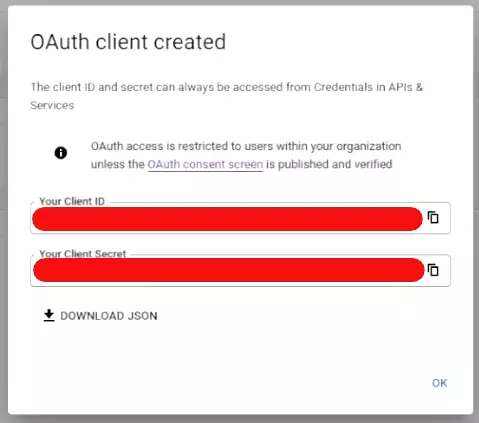 OAuth client created
The client ID and secret can always be accessed from Credentials in APIs &
Services
OAuth access is restricted to users within your organization
unless the OAuth consent screen is published and verified
Your Client ID
Your Client Secret
DOWNLOAD JSON
OK